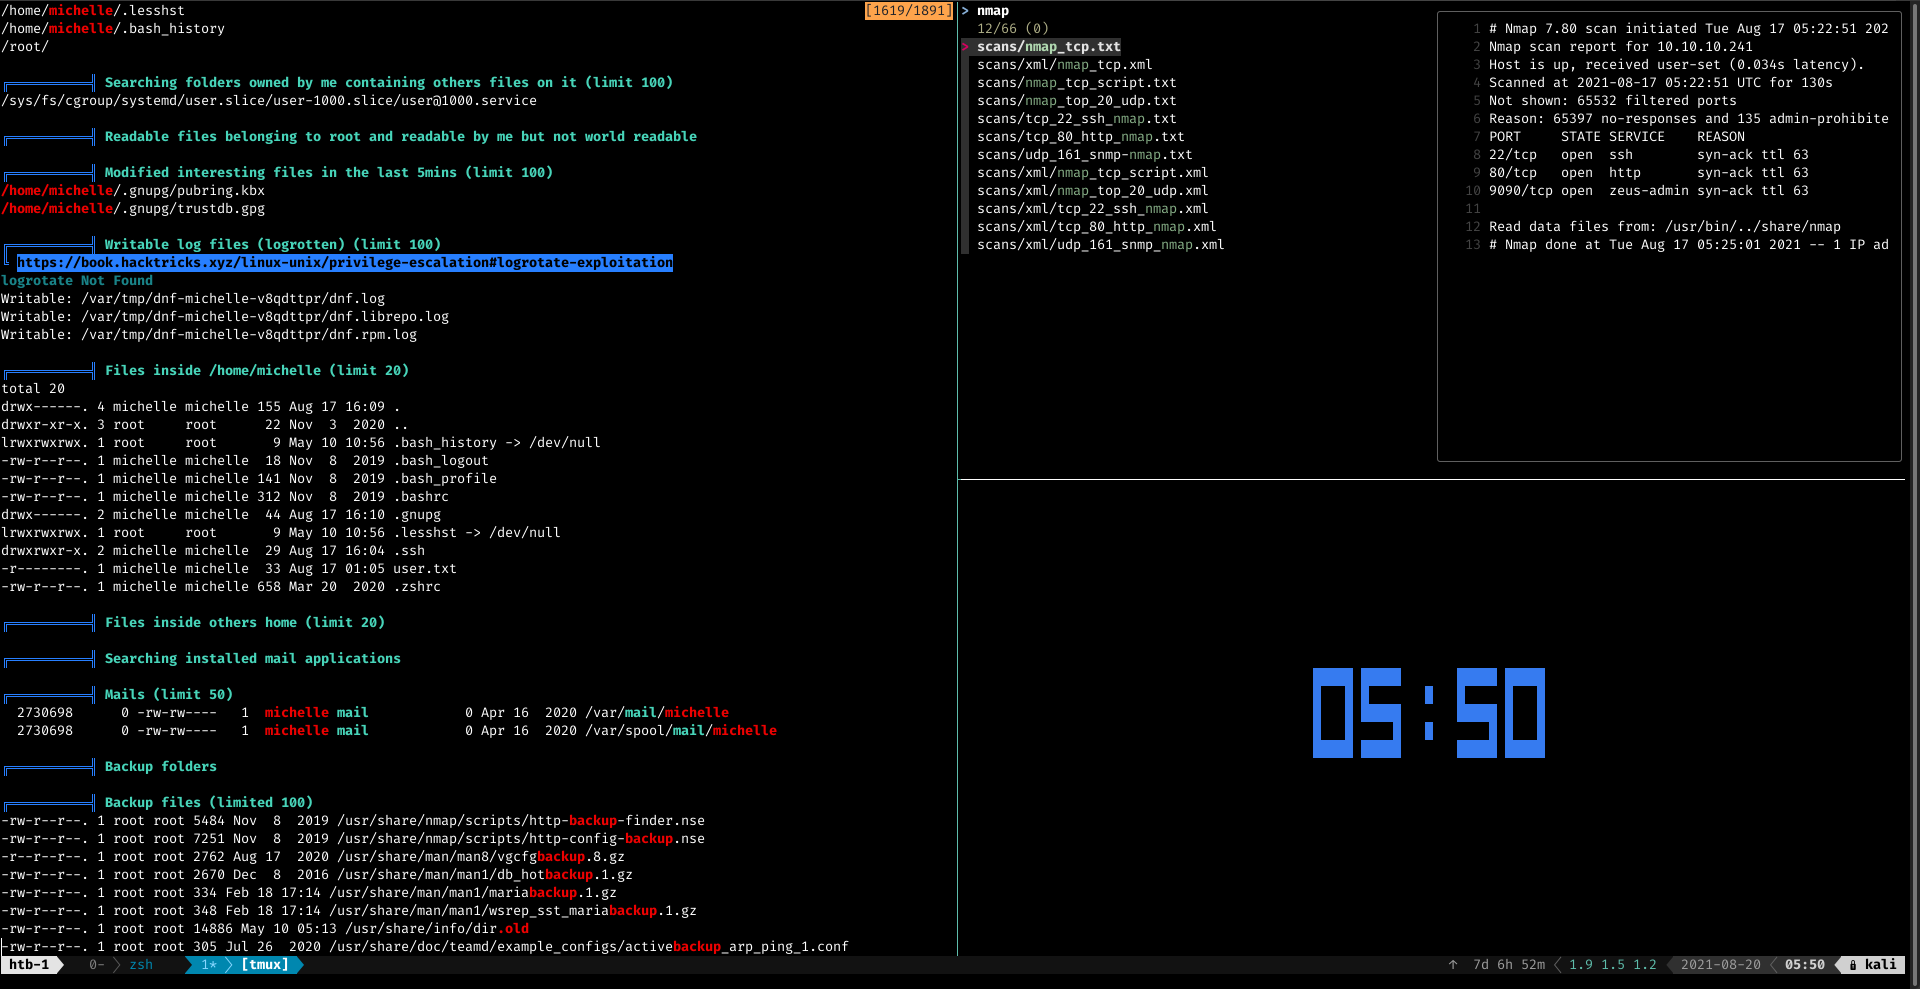 /home/michelle/.lesshst
[1619/1891]
/home/michelle/.bash_history
/root/
Searching folders owned by me containing others files on it (limit 100)
/sys/fs/cgroup/systemd/user.slice/user-1000.slice/user@1000.service
Readable files belonging to root and readable by me but not world readable
Modified interesting files in the last 5mins (limit 100)
/home/michelle/.gnupg/pubring.kbx
/home/michelle/.gnupg/trustdb.gpg
Writable log files (logrotten) (limit 100)
https://book.hacktricks.xyz/linux-unix/privilege-escalation#logrotate-exploitation
logrotate Not Found
Writable: /var/tmp/dnf-michelle-v8qdttpr/dnf.log
Writable: /var/tmp/dnf-michelle-v8qdttpr/dnf.librepo.log
Writable: /var/tmp/dnf-michelle-v8qdttpr/dnf.rpm.log
Files inside /home/michelle (limit 20)
total 20
drwx------. 4 michelle michelle 155 Aug 17 16:09 .
drwxr-xr-x. 3 root     root      22 Nov  3  2020 ..
lrwxrwxrwx. 1 root     root       9 May 10 10:56 .bash_history -> /dev/null
-rw-r--r--. 1 michelle michelle  18 Nov  8  2019 .bash_logout
-rw-r--r--. 1 michelle michelle 141 Nov  8  2019 .bash_profile
-rw-r--r--. 1 michelle michelle 312 Nov  8  2019 .bashrc
drwx------. 2 michelle michelle  44 Aug 17 16:10 .gnupg
lrwxrwxrwx. 1 root     root       9 May 10 10:56 .lesshst -> /dev/null
drwxrwxr-x. 2 michelle michelle  29 Aug 17 16:04 .ssh
-r--------. 1 michelle michelle  33 Aug 17 01:05 user.txt
-rw-r--r--. 1 michelle michelle 658 Mar 20  2020 .zshrc
Files inside others home (limit 20)
Searching installed mail applications
Mails (limit 50)
2730698      0 -rw-rw----   1  michelle mail            0 Apr 16  2020 /var/mail/michelle
2730698      0 -rw-rw----   1  michelle mail            0 Apr 16  2020 /var/spool/mail/michelle
Backup folders
Backup files (limited 100)
-rw-r--r--. 1 root root 5484 Nov  8  2019 /usr/share/nmap/scripts/http-backup-finder.nse
-rw-r--r--. 1 root root 7251 Nov  8  2019 /usr/share/nmap/scripts/http-config-backup.nse
-r--r--r--. 1 root root 2762 Aug 17  2020 /usr/share/man/man8/vgcfgbackup.8.gz
-rw-r--r--. 1 root root 2670 Dec  8  2016 /usr/share/man/man1/db_hotbackup.1.gz
-rw-r--r--. 1 root root 334 Feb 18 17:14 /usr/share/man/man1/mariabackup.1.gz
-rw-r--r--. 1 root root 348 Feb 18 17:14 /usr/share/man/man1/wsrep_sst_mariabackup.1.gz
-rw-r--r--. 1 root root 14886 May 10 05:13 /usr/share/info/dir.old
-rw-r--r--. 1 root root 305 Jul 26  2020 /usr/share/doc/teamd/example_configs/activebackup_arp_ping_1.conf
> nmap
12/66 (0)
> scans/nmap_tcp.txt
scans/xml/nmap_tcp.xml
scans/nmap_tcp_script.txt
scans/nmap_top_20_udp.txt
scans/tcp_22_ssh_nmap.txt
scans/tcp_80_http_nmap.txt
scans/udp_161_snmp-nmap.txt
scans/xml/nmap_tcp_script.xml
scans/xml/nmap_top_20_udp.xml
scans/xml/tcp_22_ssh_nmap.xml
scans/xml/tcp_80_http_nmap.xml
scans/xml/udp_161_snmp_nmap.xml
1 # Nmap 7.80 scan initiated Tue Aug 17 05:22:51 202
2 Nmap scan report for 10.10.10.241
3 Host is up, received user-set (0.034s latency).
4 Scanned at 2021-08-17 05:22:51 UTC for 130s
5 Not shown: 65532 filtered ports
6 Reason: 65397 no-responses and 135 admin-prohibite
7 PORT     STATE SERVICE    REASON
8 22/tcp   open  ssh        syn-ack ttl 63
9 80/tcp   open  http       syn-ack ttl 63
10 9090/tcp open  zeus-admin syn-ack ttl 63
11
12 Read data files from: /usr/bin/../share/nmap
13 # Nmap done at Tue Aug 17 05:25:01 2021 -- 1 IP ad
05:50
htb-1  0- zsh  1* [tmux]  ↑ 7d 6h 52m  1.9 1.5 1.2  2021-08-20  05:50  kali